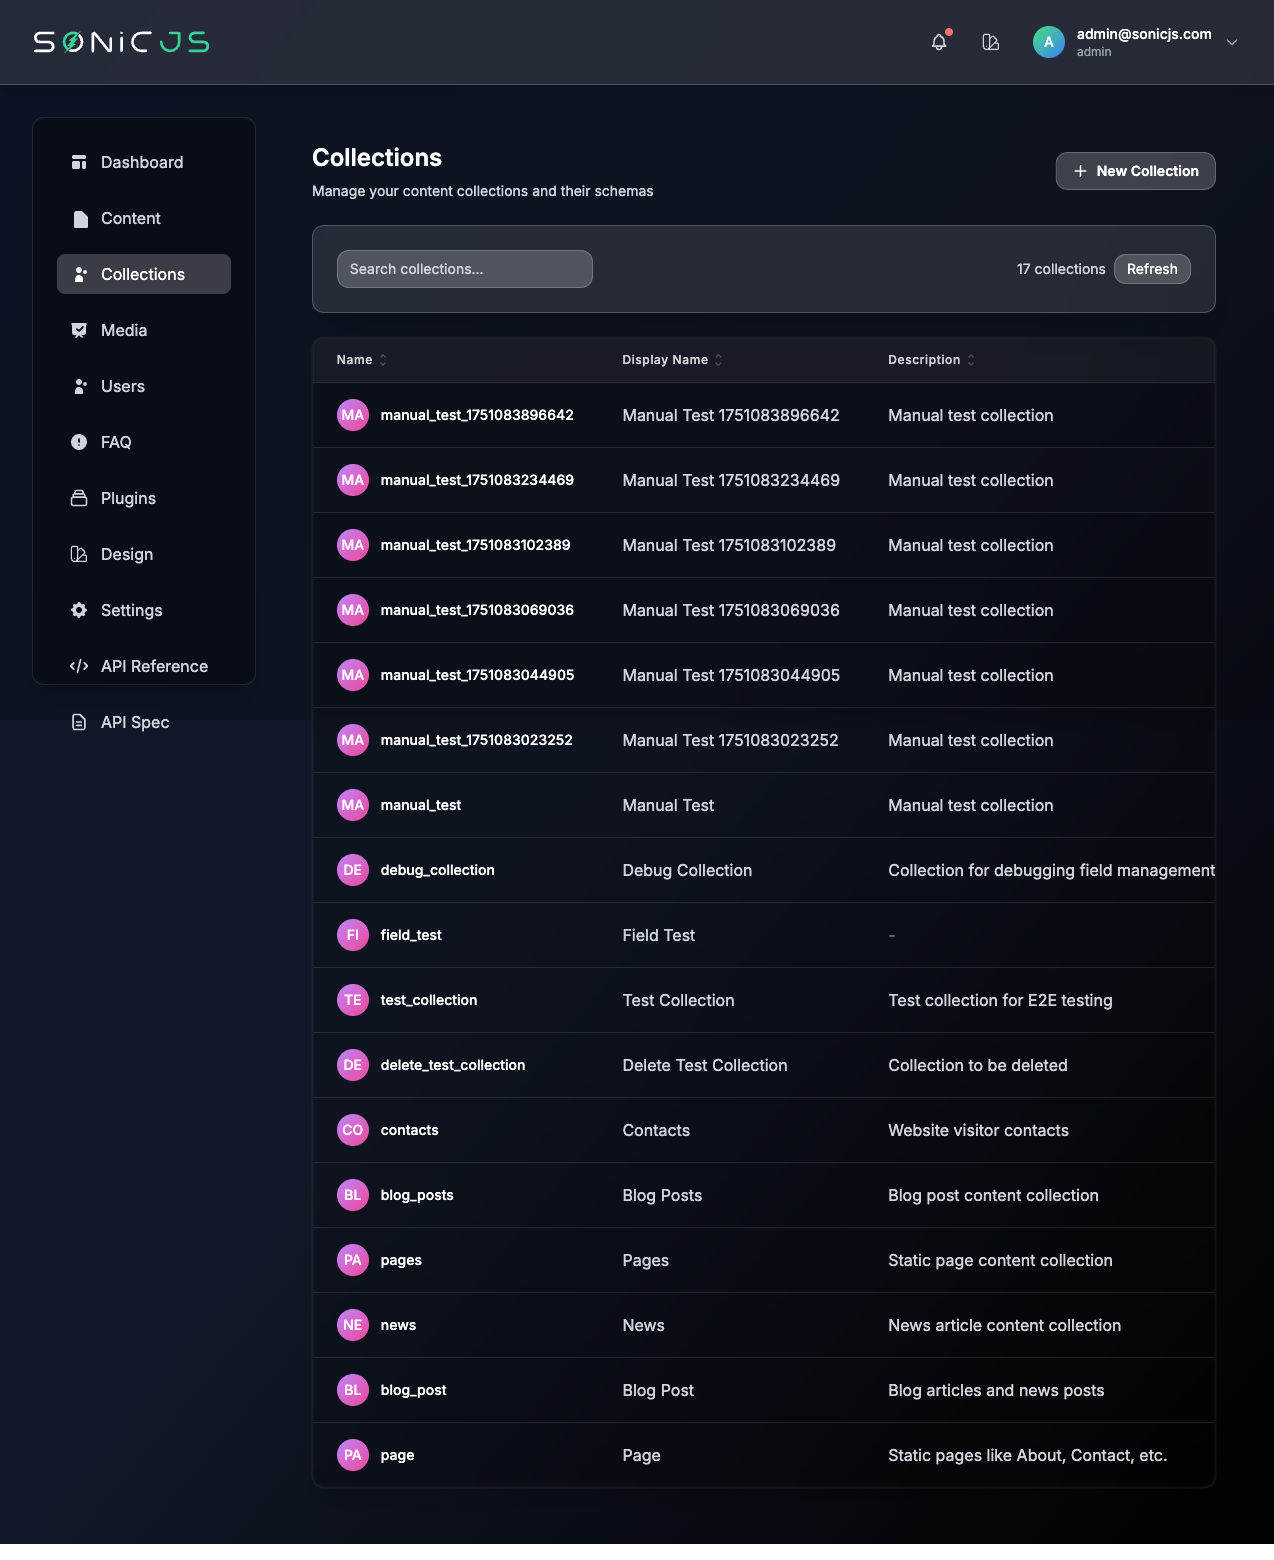 SONiC JS
admin@sonicjs.com
A
admin
Dashboard
Content
Collections
Media
Users
FAQ
Plugins
Design
Settings
API Reference
API Spec
Collections
Manage your content collections and their schemas
New Collection
Search collections...
17 collections
Refresh
Name Display Name Description
MA manual_test_1751083896642 Manual Test 1751083896642 Manual test collection
MA manual_test_1751083234469 Manual Test 1751083234469 Manual test collection
MA manual_test_1751083102389 Manual Test 1751083102389 Manual test collection
MA manual_test_1751083069036 Manual Test 1751083069036 Manual test collection
MA manual_test_1751083044905 Manual Test 1751083044905 Manual test collection
MA manual_test_1751083023252 Manual Test 1751083023252 Manual test collection
MA manual_test Manual Test Manual test collection
DE debug_collection Debug Collection Collection for debugging field management
FI field_test Field Test -
TE test_collection Test Collection Test collection for E2E testing
DE delete_test_collection Delete Test Collection Collection to be deleted
CO contacts Contacts Website visitor contacts
BL blog_posts Blog Posts Blog post content collection
PA pages Pages Static page content collection
NE news News News article content collection
BL blog_post Blog Post Blog articles and news posts
PA page Page Static pages like About, Contact, etc.